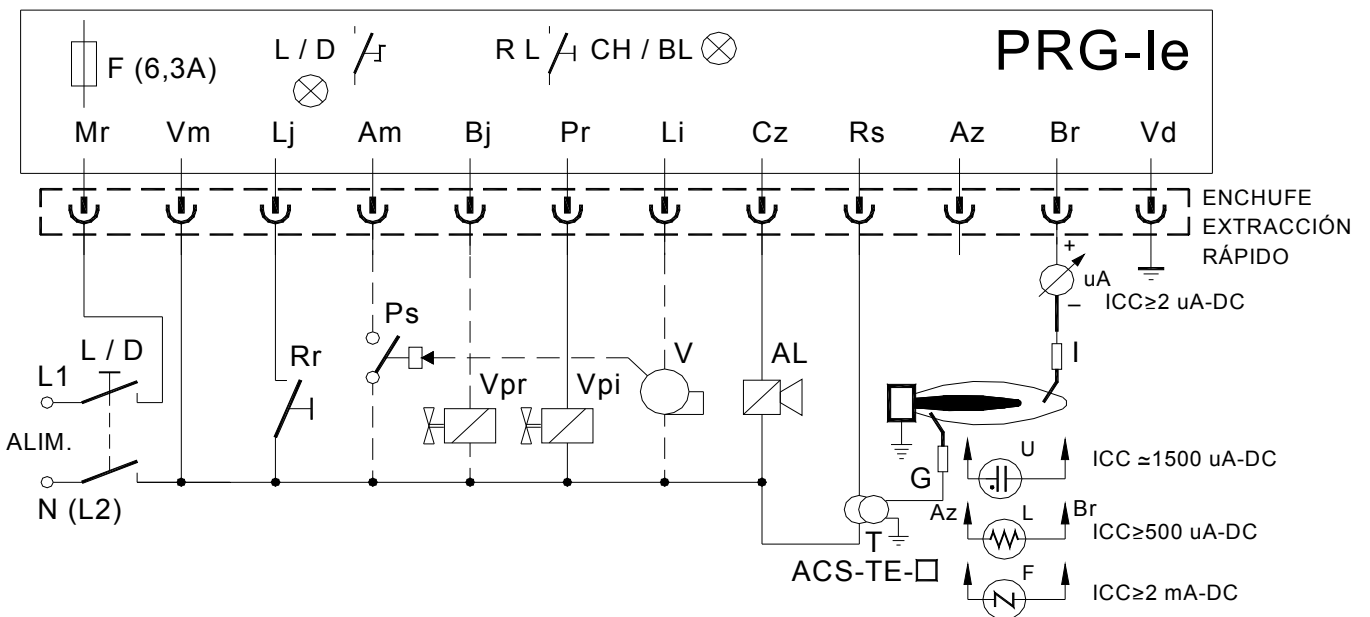 PRG-Ie
F (6,3A)
L / D
R L
CH / BL
Mr Vm Lj Am Bj Pr Li Cz Rs Az Br Vd
ENCHUFE
EXTRACCIÓN
RÁPIDO
+
uA
–
ICC≥2 uA-DC
I
L / D
L1
ALIM.
N (L2)
Rr
Ps
Vpr
Vpi
V
AL
G
T
ACS-TE-□
U
ICC ≃1500 uA-DC
Az
L
Br
ICC≥500 uA-DC
F
ICC≥2 mA-DC